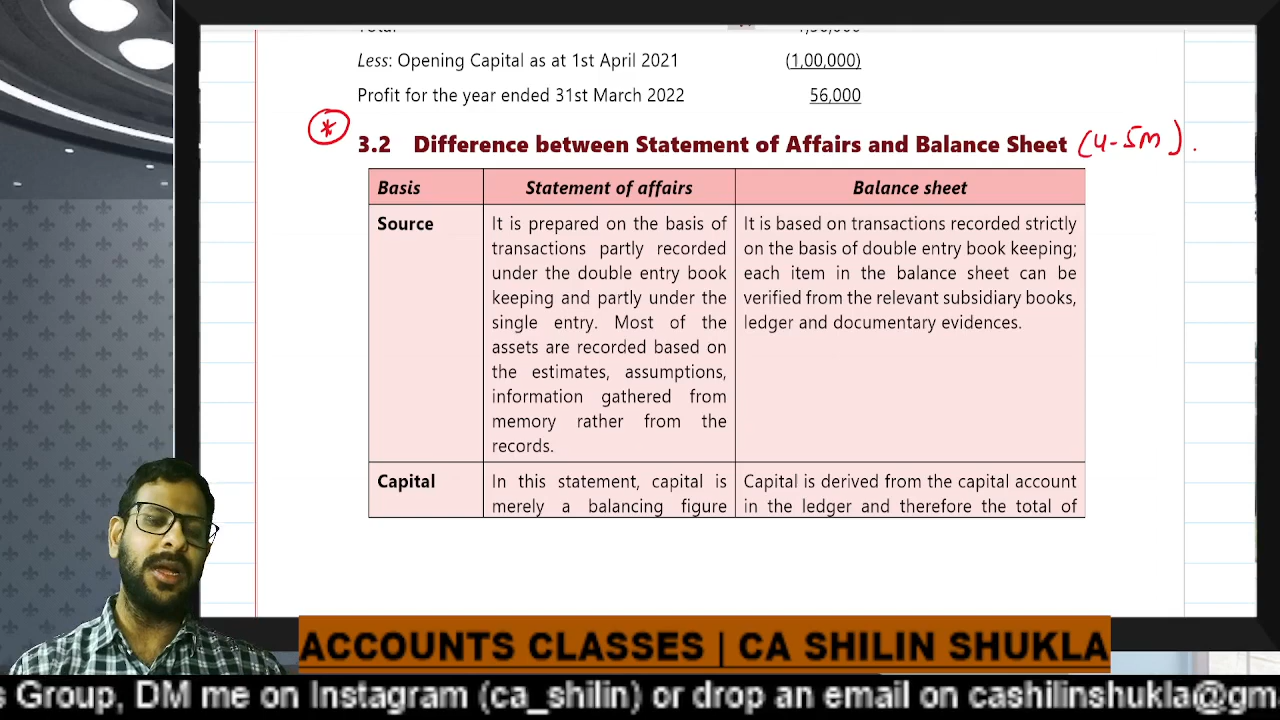 Less: Opening Capital as at 1st April 2021 (1,00,000)
Profit for the year ended 31st March 2022 56,000
* 3.2 Difference between Statement of Affairs and Balance Sheet (4-5m).
Basis Statement of affairs Balance sheet
Source
It is prepared on the basis of
transactions partly recorded
under the double entry book
keeping and partly under the
single entry. Most of the
assets are recorded based on
the estimates, assumptions,
information gathered from
memory rather from the
records.
It is based on transactions recorded strictly
on the basis of double entry book keeping;
each item in the balance sheet can be
verified from the relevant subsidiary books,
ledger and documentary evidences.
Capital
In this statement, capital is
merely a balancing figure
Capital is derived from the capital account
in the ledger and therefore the total of
ACCOUNTS CLASSES | CA SHILIN SHUKLA
s Group, DM me on Instagram (ca_shilin) or drop an email on cashilinshukla@gm